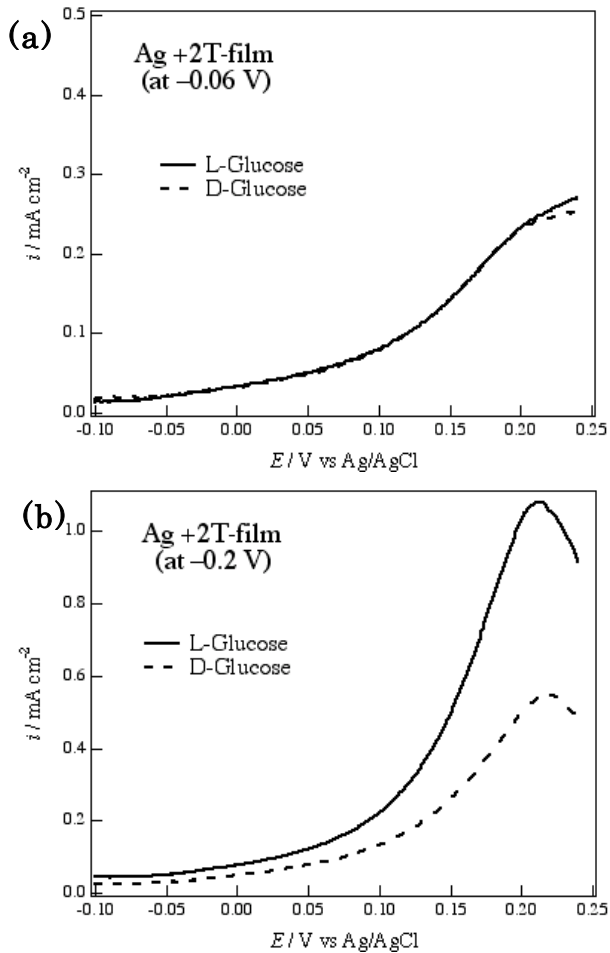 (a)
Ag +2T-film
(at –0.06 V)
L-Glucose
D-Glucose
0.5
0.4
0.3
0.2
0.1
0.0
i / mA cm⁻²
-0.10 -0.05 0.00 0.05 0.10 0.15 0.20 0.25
E / V vs Ag/AgCl
(b)
Ag +2T-film
(at –0.2 V)
L-Glucose
D-Glucose
1.0
0.8
0.6
0.4
0.2
0.0
i / mA cm⁻²
-0.10 -0.05 0.00 0.05 0.10 0.15 0.20 0.25
E / V vs Ag/AgCl